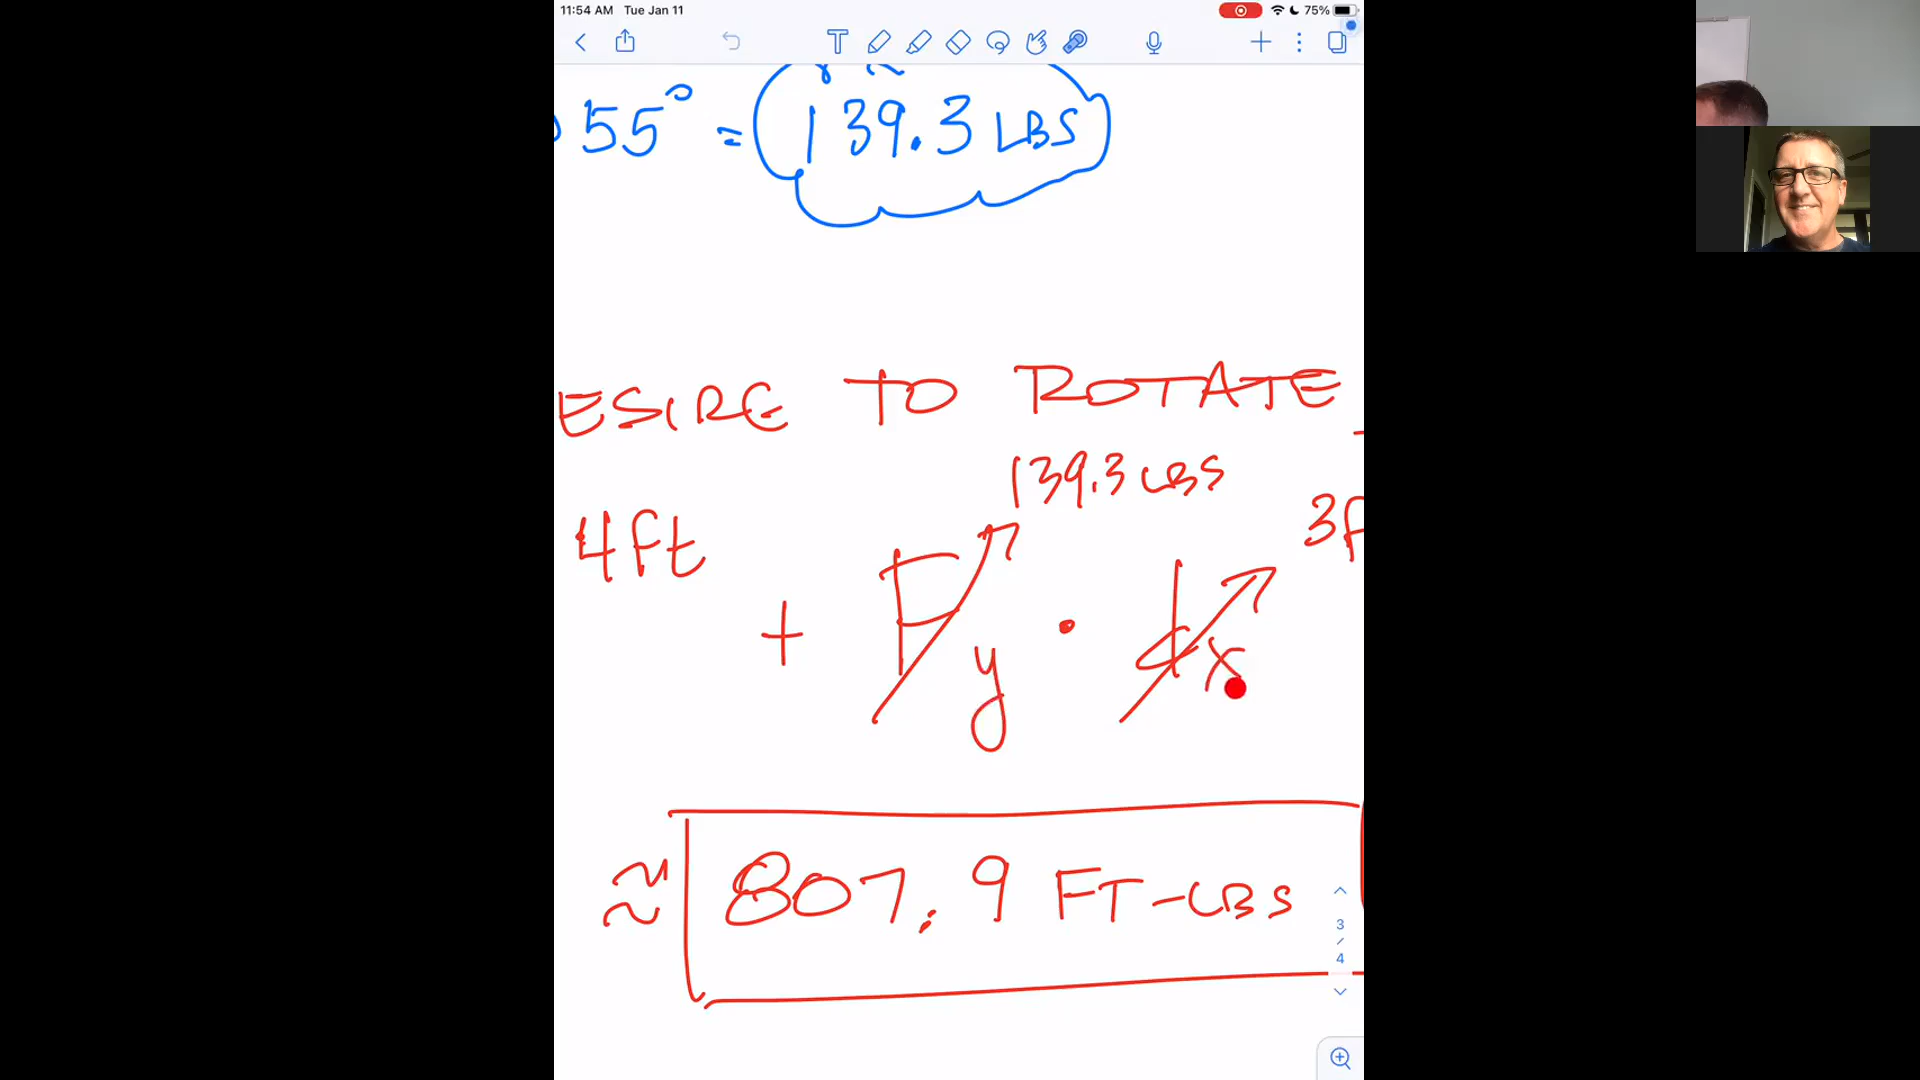 11:54 AM Tue Jan 11
75%
55° = 139.3 LBS
ESIRE TO ROTATE
139.3 LBS
4ft
3f
+ Py · dx
≈ 807.9 FT-LBS
3
/
4